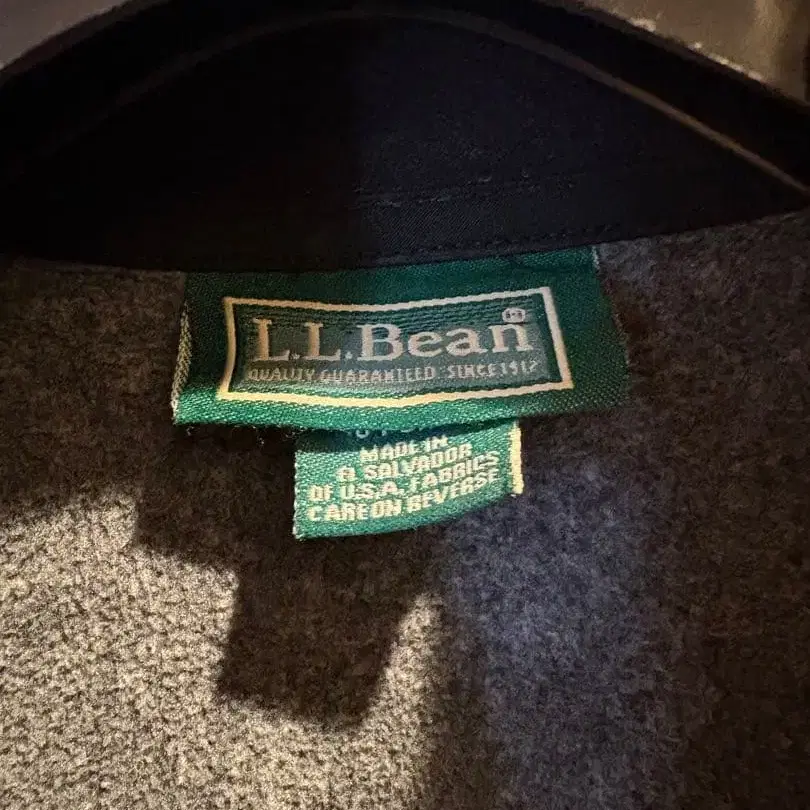 L.L.Bean®
QUALITY GUARANTEED SINCE 1912
MADE IN
El SALVADOR
OF U.S.A. FABRICS
CARE ON REVERSE